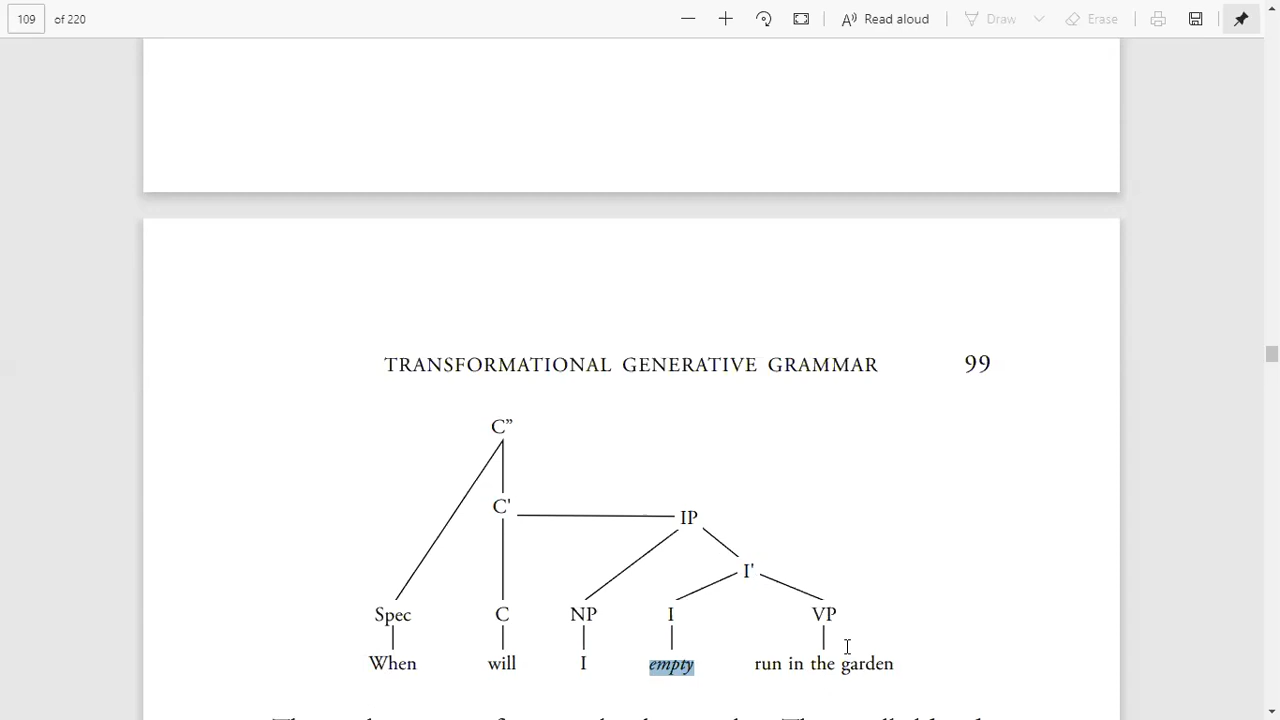 109 of 220 Read aloud Draw Erase
TRANSFORMATIONAL GENERATIVE GRAMMAR 99
C”
C'
IP
I'
Spec C NP I VP
When will I empty run in the garden